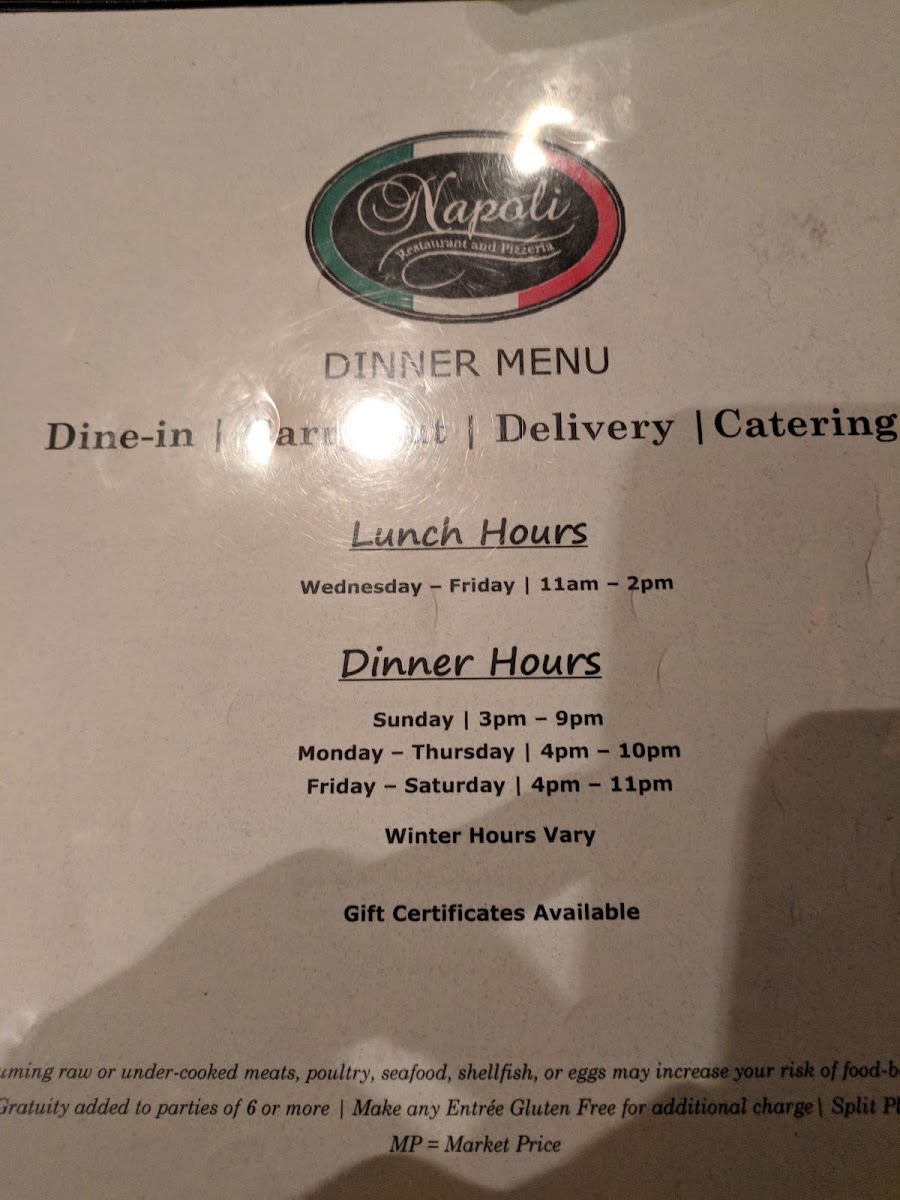 Napoli
Restaurant and Pizzeria
DINNER MENU
Dine-in | | Delivery | Catering
Lunch Hours
Wednesday – Friday | 11am – 2pm
Dinner Hours
Sunday | 3pm – 9pm
Monday – Thursday | 4pm – 10pm
Friday – Saturday | 4pm – 11pm
Winter Hours Vary
Gift Certificates Available
raw or under-cooked meats, poultry, seafood, shellfish, or eggs may increase your risk of
Gratuity added to parties of 6 or more | Make any Entrée Gluten Free for additional charge | Split
MP = Market Price